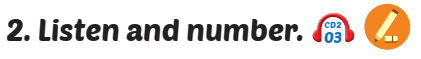 2. Listen and number. CD2 03